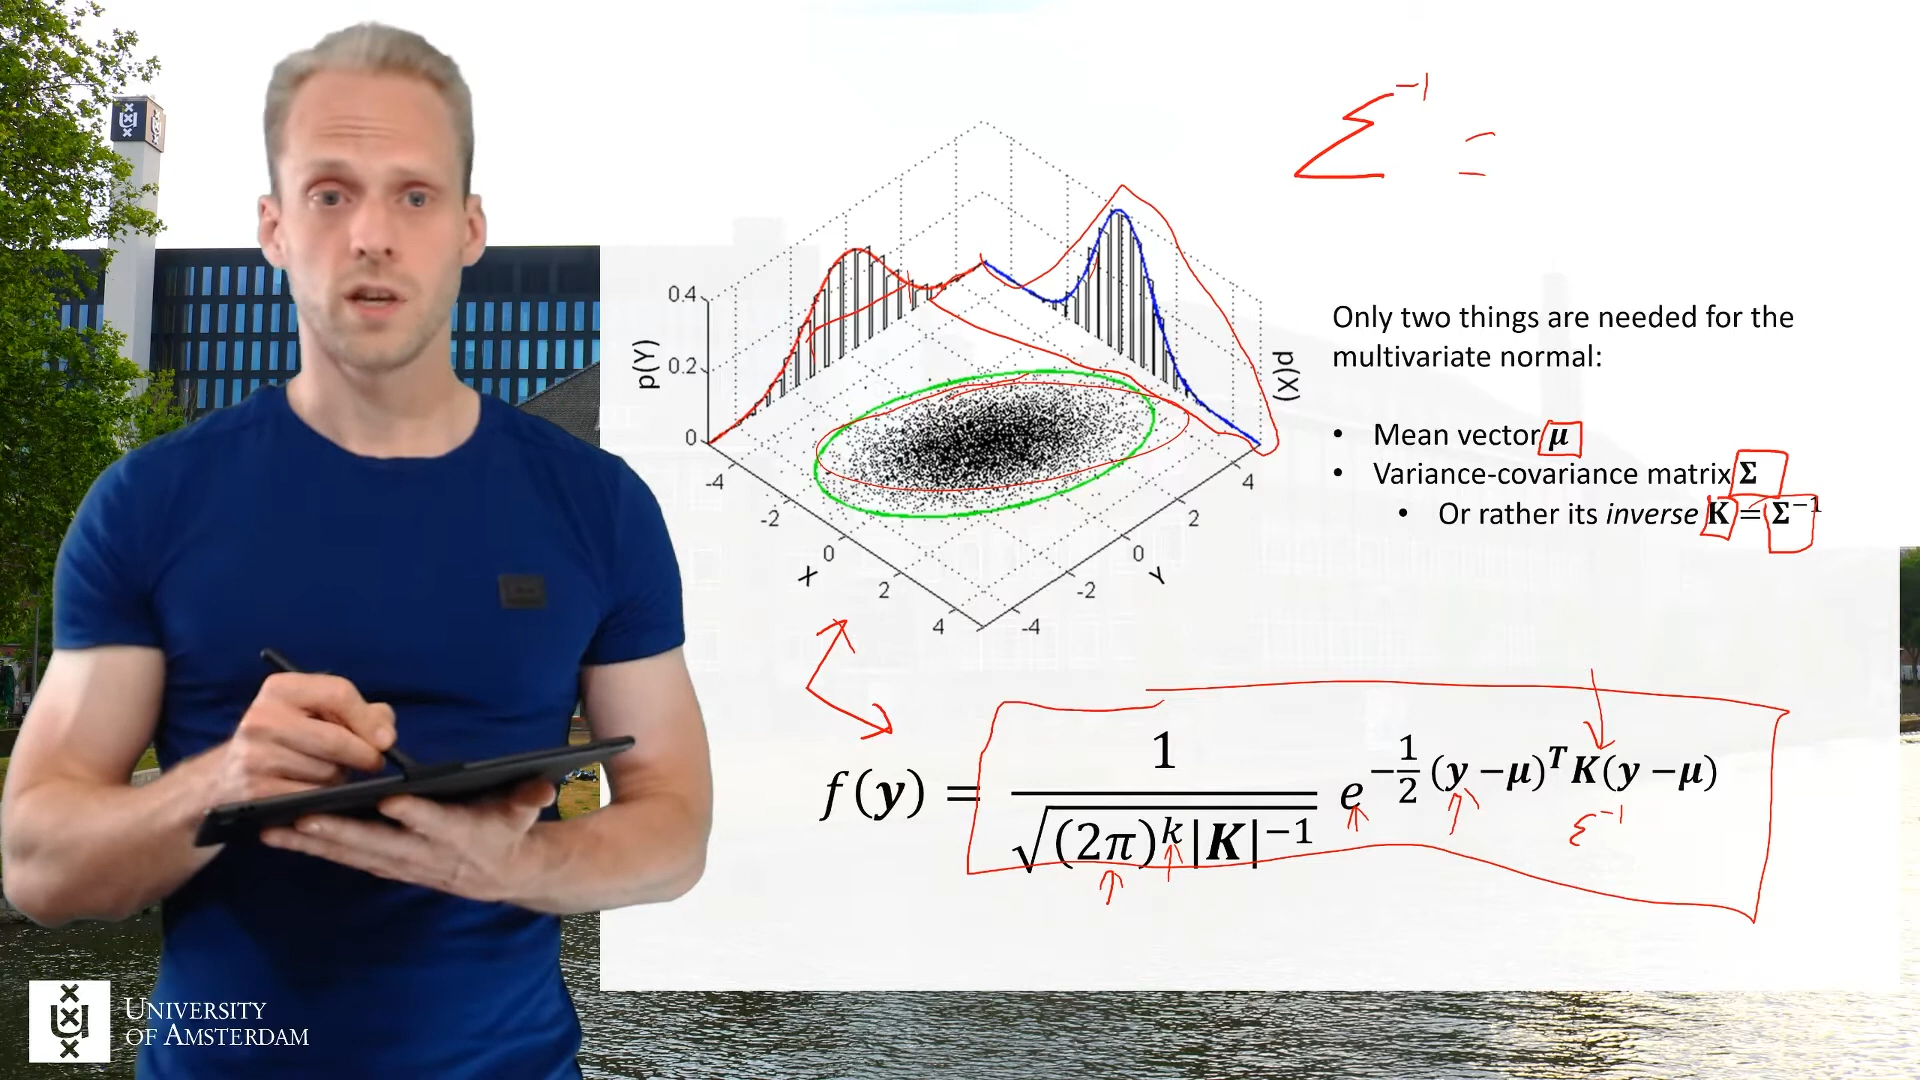 Σ⁻¹ =
0.4
0.2
0
p(Y)
p(X)
-4
-2
0
2
4
X
4
2
0
-2
-4
Y
Only two things are needed for the
multivariate normal:
• Mean vector μ
• Variance-covariance matrix Σ
• Or rather its inverse K = Σ⁻¹
f(y) = 1 / √((2π)ᵏ|K|⁻¹) e^(−½ (y −μ)ᵀK(y −μ))
Σ⁻¹
UNIVERSITY
OF AMSTERDAM